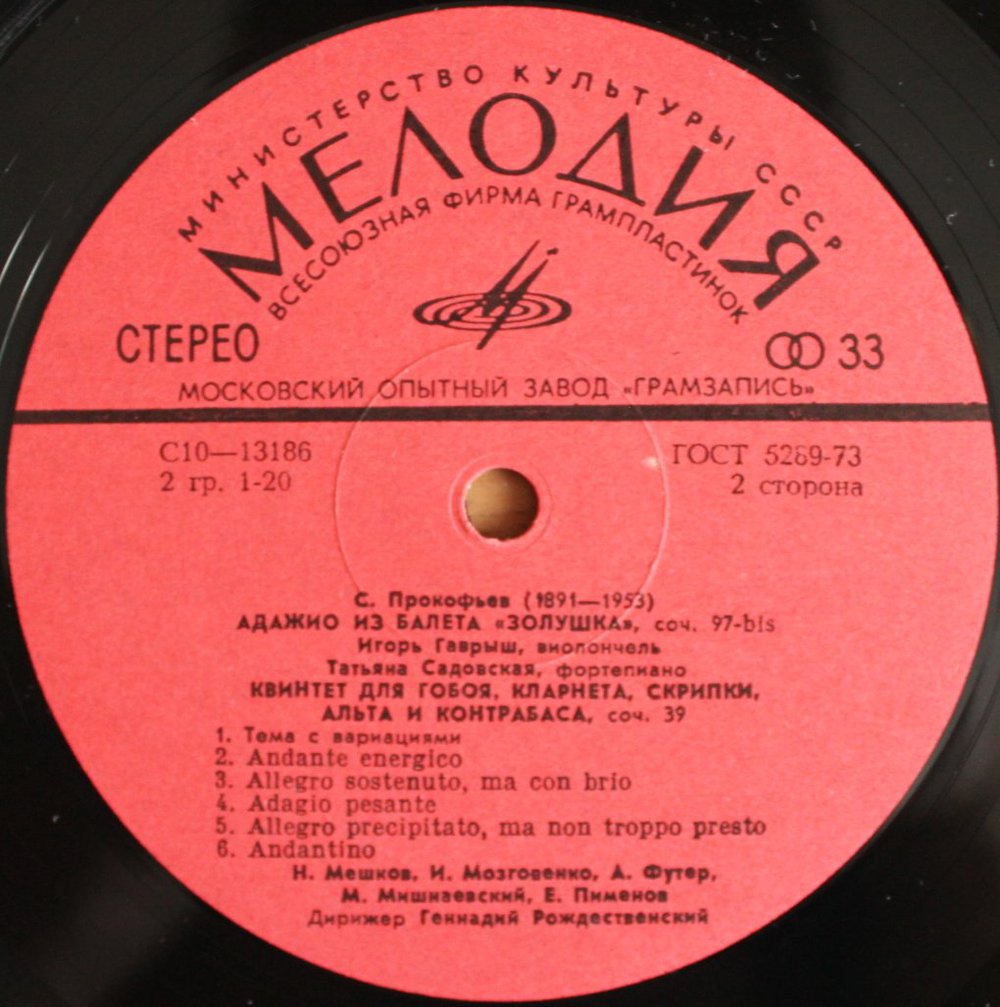 МИНИСТЕРСТВО КУЛЬТУРЫ СССР
МЕЛОДИЯ
ВСЕСОЮЗНАЯ ФИРМА ГРАМПЛАСТИНОК
СТЕРЕО
33
МОСКОВСКИЙ ОПЫТНЫЙ ЗАВОД «ГРАМЗАПИСЬ»
С10—13186
ГОСТ 5289-73
2 гр. 1-20
2 сторона
С. Прокофьев (1891—1953)
АДАЖИО ИЗ БАЛЕТА «ЗОЛУШКА», соч. 97-bis
Игорь Гаврыш, виолончель
Татьяна Садовская, фортепиано
КВИНТЕТ ДЛЯ ГОБОЯ, КЛАРНЕТА, СКРИПКИ,
АЛЬТА И КОНТРАБАСА, соч. 39
1. Тема с вариациями
2. Andante energico
3. Allegro sostenuto, ma con brio
4. Adagio pesante
5. Allegro precipitato, ma non troppo presto
6. Andantino
Н. Мешков, И. Мозговенко, А. Футер,
М. Мишнаевский, Е. Пименов
Дирижер Геннадий Рождественский